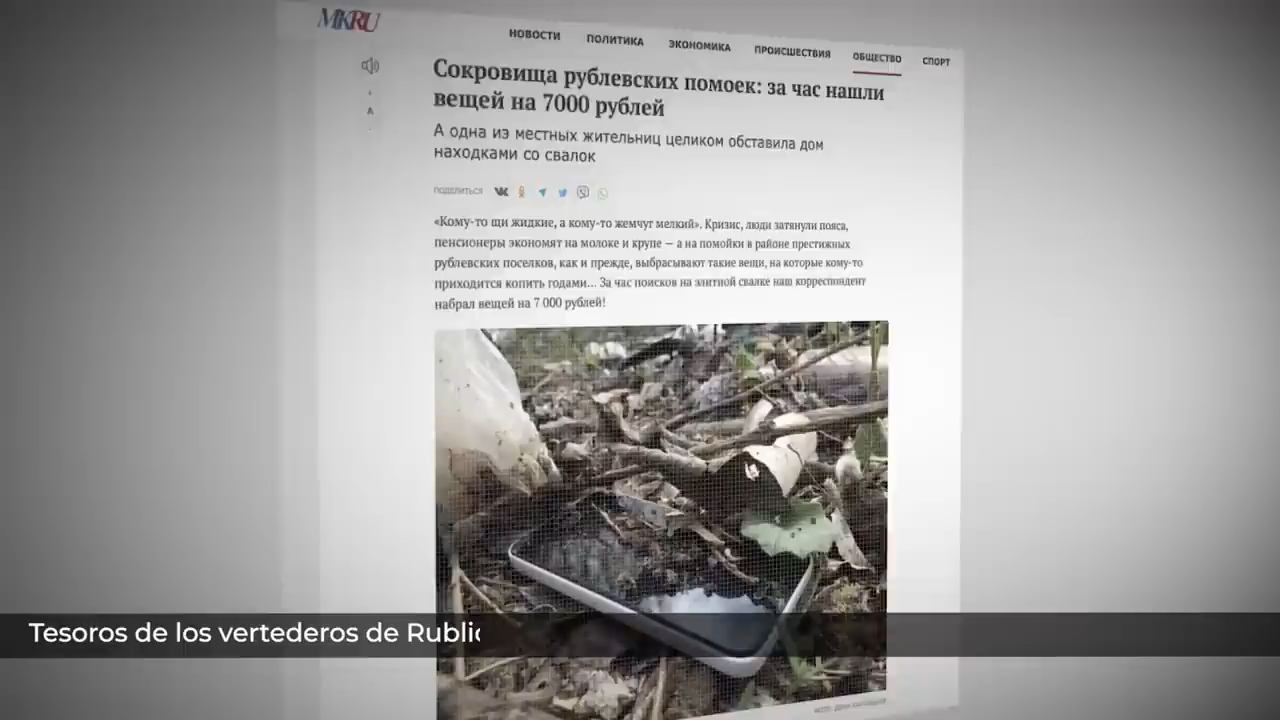 MKRU
НОВОСТИ ПОЛИТИКА ЭКОНОМИКА ПРОИСШЕСТВИЯ ОБЩЕСТВО СПОРТ
Сокровища рублевских помоек: за час нашли
вещей на 7000 рублей
А одна из местных жительниц целиком обставила дом
находками со свалок
ПОДЕЛИТЬСЯ
«Кому-то щи жидкие, а кому-то жемчуг мелкий». Кризис, люди затянули пояса,
пенсионеры экономят на молоке и крупе — а на помойки в районе престижных
рублевских поселков, как и прежде, выбрасывают такие вещи, на которые кому-то
приходится копить годами... За час поисков на элитной свалке наш корреспондент
набрал вещей на 7 000 рублей!
Tesoros de los vertederos de Rubli